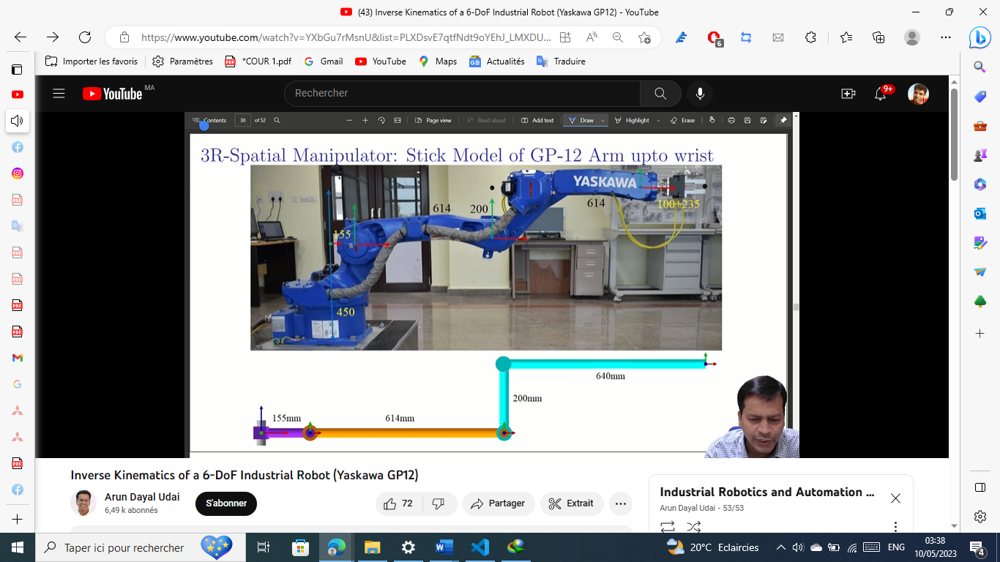 (43) Inverse Kinematics of a 6-DoF Industrial Robot (Yaskawa GP12) - YouTube
https://www.youtube.com/watch?v=YXbGu7rMsnU&list=PLXDsvE7qtfNdt9oYEhJ_LMXDU...
6
Importer les favoris
Paramètres
*COUR 1.pdf
Gmail
YouTube
Maps
Actualités
Traduire
YouTube MA
Rechercher
9+
Contents
30
of 52
Page view
Read aloud
Add text
Draw
Highlight
Erase
3R-Spatial Manipulator: Stick Model of GP-12 Arm upto wrist
YASKAWA
614
200
614
100+235
155
450
640mm
200mm
155mm
614mm
Inverse Kinematics of a 6-DoF Industrial Robot (Yaskawa GP12)
Arun Dayal Udai
6,49 k abonnés
S'abonner
72
Partager
Extrait
Industrial Robotics and Automation ...
Arun Dayal Udai - 53/53
Taper ici pour rechercher
20°C Eclaircies
ENG
03:38
10/05/2023
4